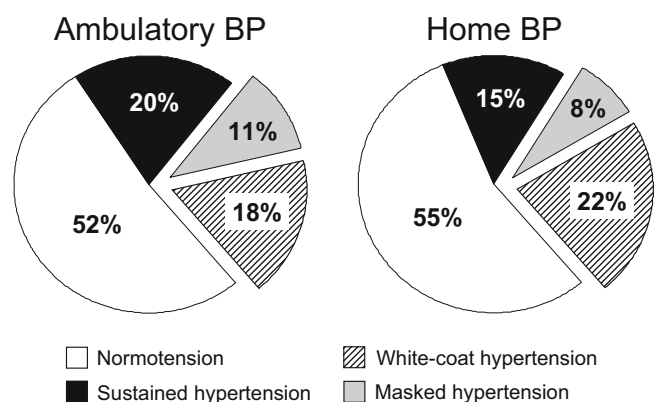 Ambulatory BP
Home BP
20%
11%
18%
52%
15%
8%
22%
55%
Normotension
White-coat hypertension
Sustained hypertension
Masked hypertension